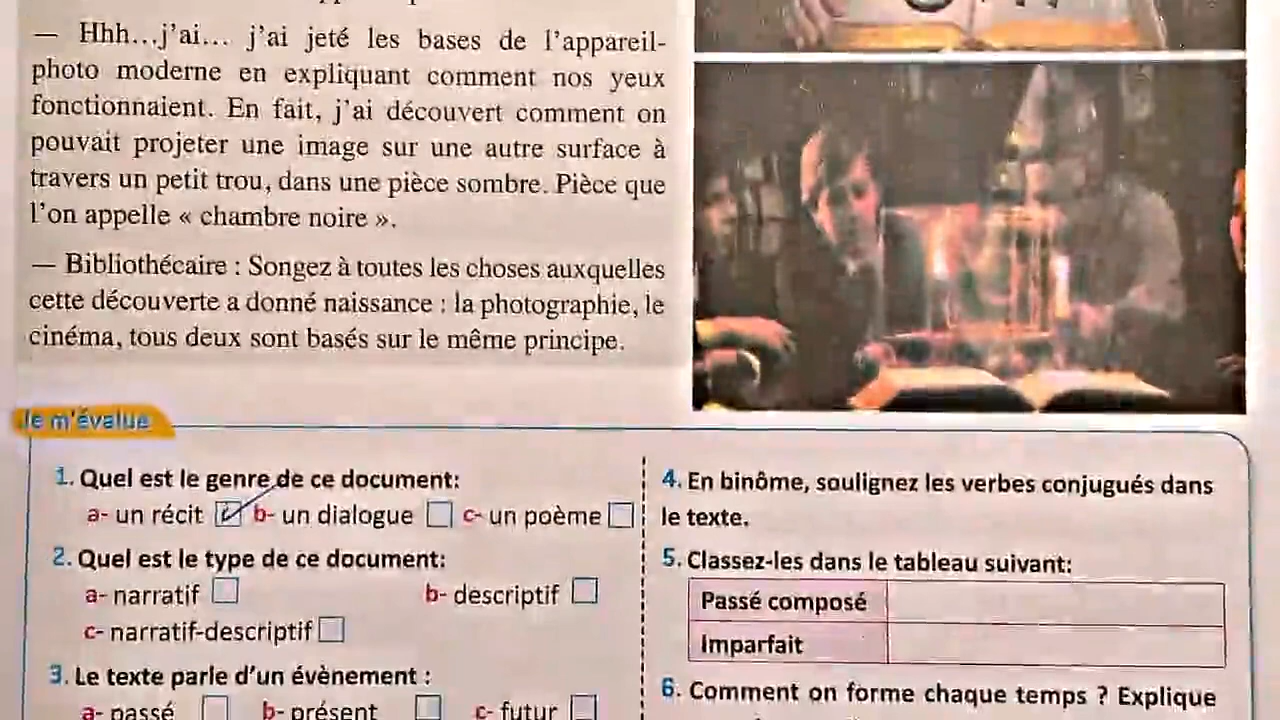 — Hhh...j'ai... j'ai jeté les bases de l'appareil-
photo moderne en expliquant comment nos yeux
fonctionnaient. En fait, j'ai découvert comment on
pouvait projeter une image sur une autre surface à
travers un petit trou, dans une pièce sombre. Pièce que
l'on appelle « chambre noire ».
— Bibliothécaire : Songez à toutes les choses auxquelles
cette découverte a donné naissance : la photographie, le
cinéma, tous deux sont basés sur le même principe.
Je m'évalue
1. Quel est le genre de ce document:
a- un récit b- un dialogue c- un poème
2. Quel est le type de ce document:
a- narratif b- descriptif
c- narratif-descriptif
3. Le texte parle d'un évènement :
a- passé b- présent c- futur
4. En binôme, soulignez les verbes conjugués dans
le texte.
5. Classez-les dans le tableau suivant:
Passé composé
Imparfait
6. Comment on forme chaque temps ? Explique